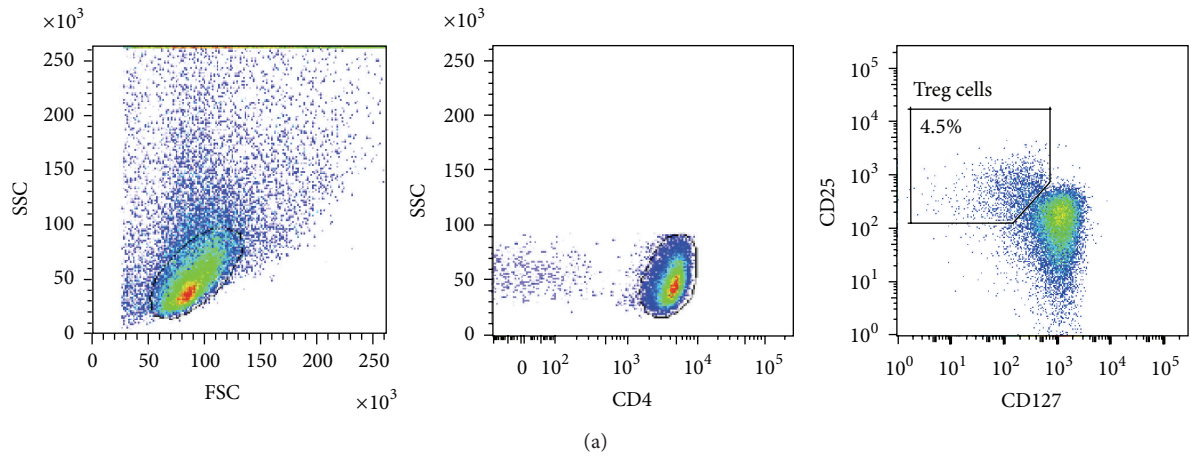 ×10³
250
200
150
100
50
0
SSC
0 50 100 150 200 250
FSC
×10³
×10³
250
200
150
100
50
0
SSC
0 10² 10³ 10⁴ 10⁵
CD4
10⁵
10⁴
10³
10²
10¹
10⁰
CD25
Treg cells
4.5%
10⁰ 10¹ 10² 10³ 10⁴ 10⁵
CD127
(a)